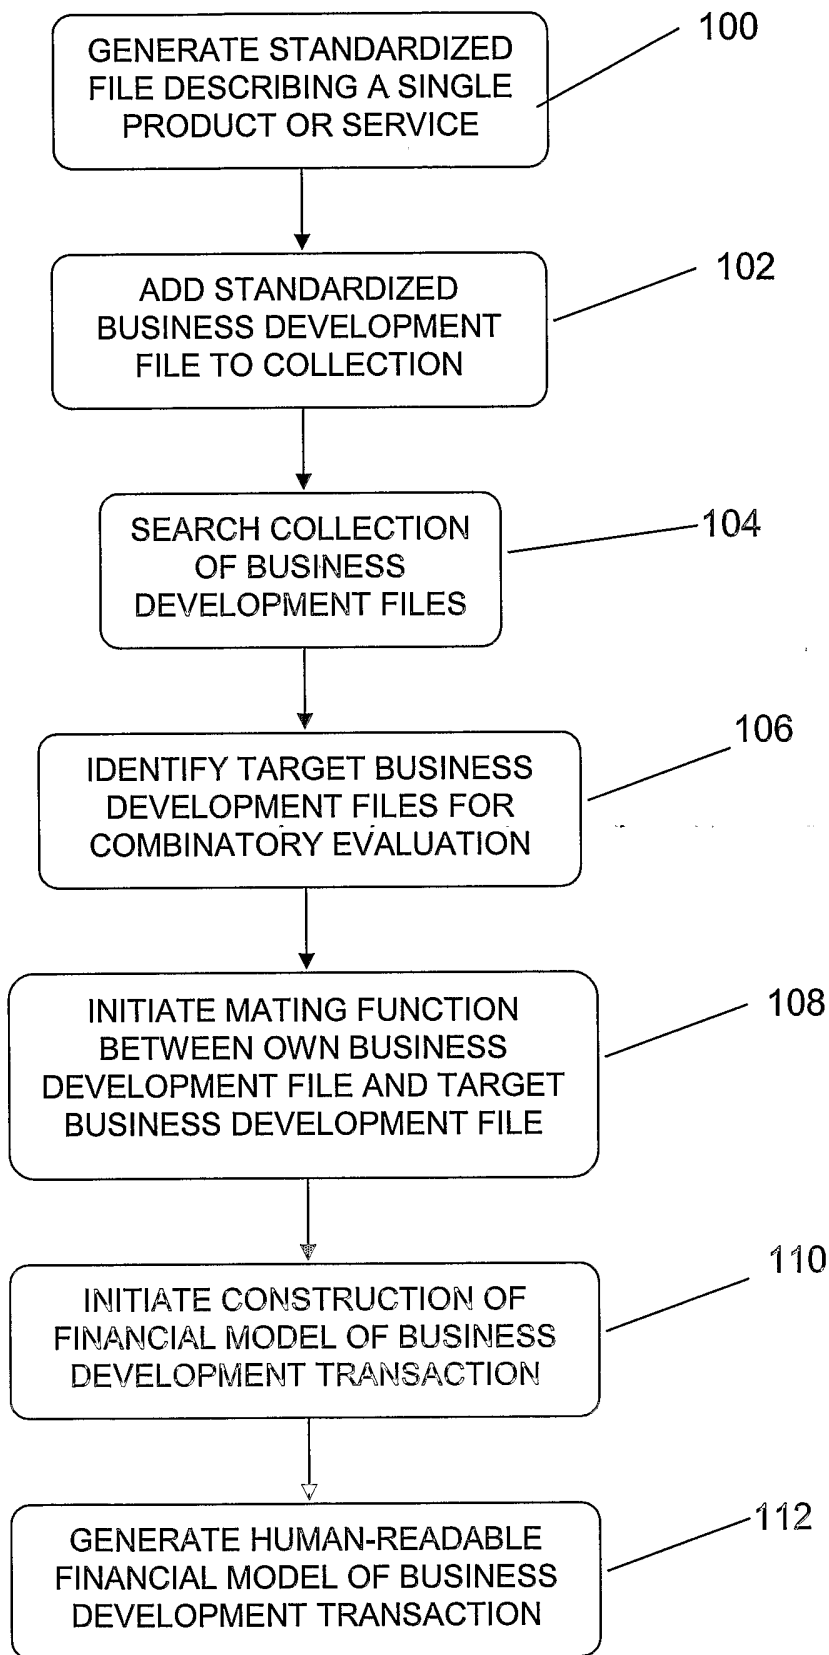 100
GENERATE STANDARDIZED
FILE DESCRIBING A SINGLE
PRODUCT OR SERVICE
102
ADD STANDARDIZED
BUSINESS DEVELOPMENT
FILE TO COLLECTION
104
SEARCH COLLECTION
OF BUSINESS
DEVELOPMENT FILES
106
IDENTIFY TARGET BUSINESS
DEVELOPMENT FILES FOR
COMBINATORY EVALUATION
108
INITIATE MATING FUNCTION
BETWEEN OWN BUSINESS
DEVELOPMENT FILE AND TARGET
BUSINESS DEVELOPMENT FILE
110
INITIATE CONSTRUCTION OF
FINANCIAL MODEL OF BUSINESS
DEVELOPMENT TRANSACTION
112
GENERATE HUMAN-READABLE
FINANCIAL MODEL OF BUSINESS
DEVELOPMENT TRANSACTION